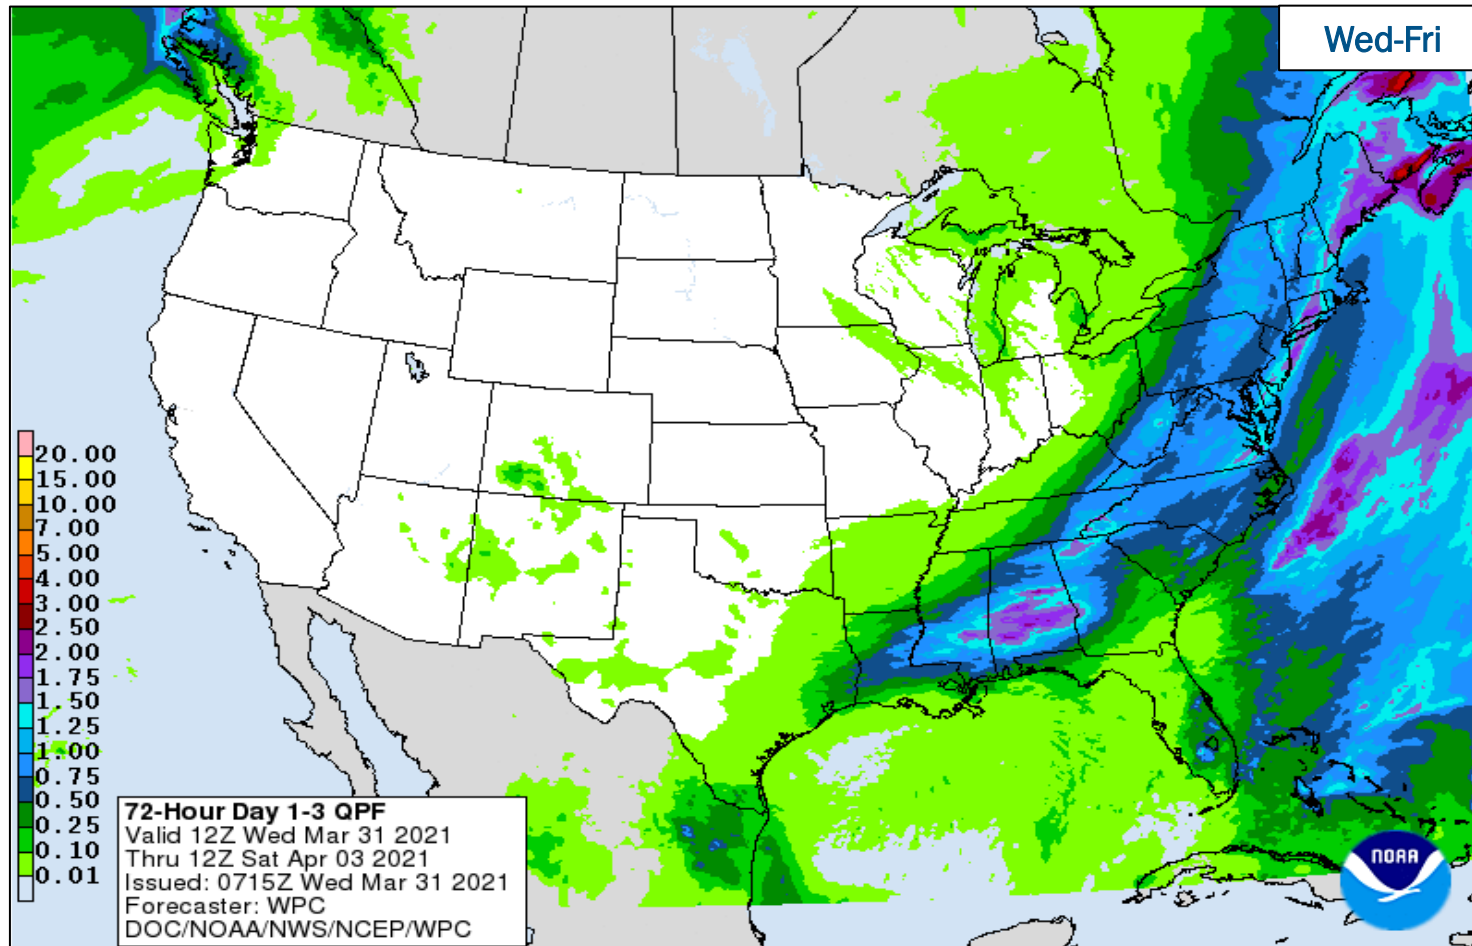 Wed-Fri
20.00
15.00
10.00
7.00
5.00
4.00
3.00
2.50
2.00
1.75
1.50
1.25
1.00
0.75
0.50
0.25
0.10
0.01
72-Hour Day 1-3 QPF
Valid 12Z Wed Mar 31 2021
Thru 12Z Sat Apr 03 2021
Issued: 0715Z Wed Mar 31 2021
Forecaster: WPC
DOC/NOAA/NWS/NCEP/WPC
NOAA